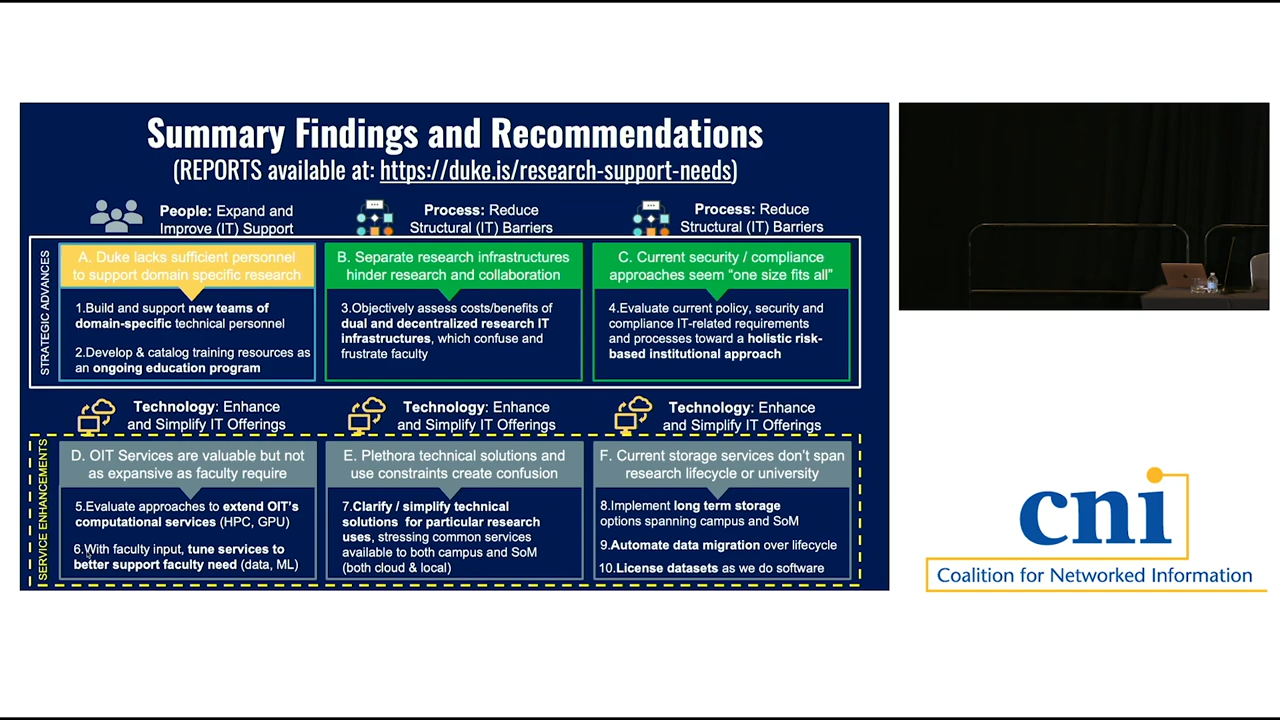 Summary Findings and Recommendations
(REPORTS available at: https://duke.is/research-support-needs)
People: Expand and
Improve (IT) Support
Process: Reduce
Structural (IT) Barriers
Process: Reduce
Structural (IT) Barriers
STRATEGIC ADVANCES
A. Duke lacks sufficient personnel
to support domain specific research
1.Build and support new teams of
domain-specific technical personnel
2.Develop & catalog training resources as
an ongoing education program
B. Separate research infrastructures
hinder research and collaboration
3.Objectively assess costs/benefits of
dual and decentralized research IT
infrastructures, which confuse and
frustrate faculty
C. Current security / compliance
approaches seem “one size fits all”
4.Evaluate current policy, security and
compliance IT-related requirements
and processes toward a holistic risk-
based institutional approach
Technology: Enhance
and Simplify IT Offerings
Technology: Enhance
and Simplify IT Offerings
Technology: Enhance
and Simplify IT Offerings
SERVICE ENHANCEMENTS
D. OIT Services are valuable but not
as expansive as faculty require
5.Evaluate approaches to extend OIT’s
computational services (HPC, GPU)
6.With faculty input, tune services to
better support faculty need (data, ML)
E. Plethora technical solutions and
use constraints create confusion
7.Clarify / simplify technical
solutions for particular research
uses, stressing common services
available to both campus and SoM
(both cloud & local)
F. Current storage services don’t span
research lifecycle or university
8.Implement long term storage
options spanning campus and SoM
9.Automate data migration over lifecycle
10.License datasets as we do software
cni
Coalition for Networked Information